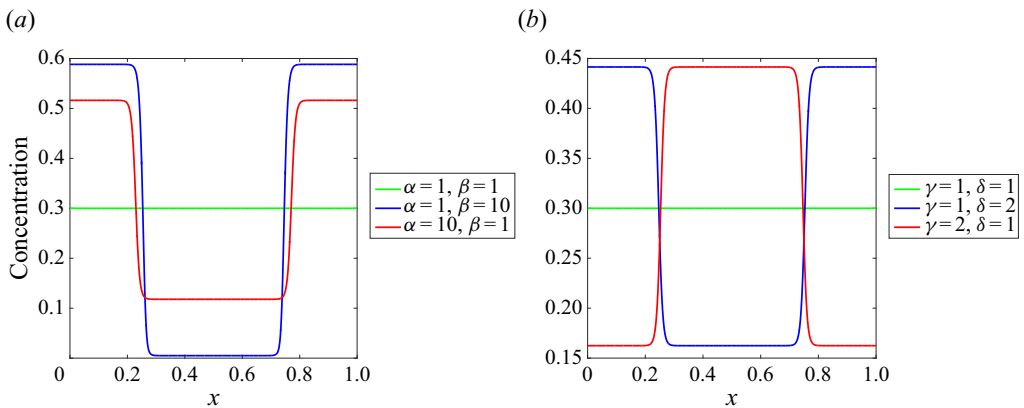 (a)
(b)
Concentration
0.6
0.5
0.4
0.3
0.2
0.1
0
0.2
0.4
0.6
0.8
1.0
x
α = 1, β = 1
α = 1, β = 10
α = 10, β = 1
0.45
0.40
0.35
0.30
0.25
0.20
0.15
0
0.2
0.4
0.6
0.8
1.0
x
γ = 1, δ = 1
γ = 1, δ = 2
γ = 2, δ = 1